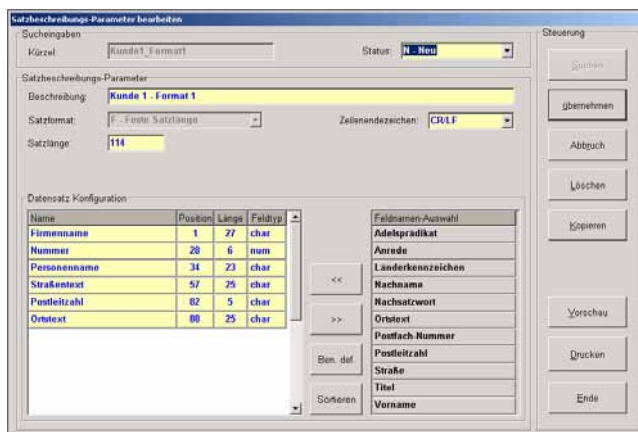 Satzbeschreibungs-Parameter bearbeiten
Sucheingaben
Kürzel: Kunde1_Format1 Status: N - Neu
Steuerung
Suchen
Satzbeschreibungs-Parameter
Beschreibung: Kunde 1 - Format 1
Satzformat: F - Feste Satzlänge Zeilenendezeichen: CR/LF
Satzlänge: 114
Übernehmen
Abbruch
Löschen
Kopieren
Datensatz Konfiguration
Name Position Länge Feldtyp
Firmenname 1 27 char
Nummer 28 6 num
Personenname 34 23 char
Straßentext 57 25 char
Postleitzahl 82 5 char
Ortstext 88 25 char
<<
>>
Ben. def.
Sortieren
Feldnamen-Auswahl
Adelsprädikat
Anrede
Länderkennzeichen
Nachname
Nachsatzwort
Ortstext
Postfach-Nummer
Postleitzahl
Straße
Titel
Vorname
Vorschau
Drucken
Ende